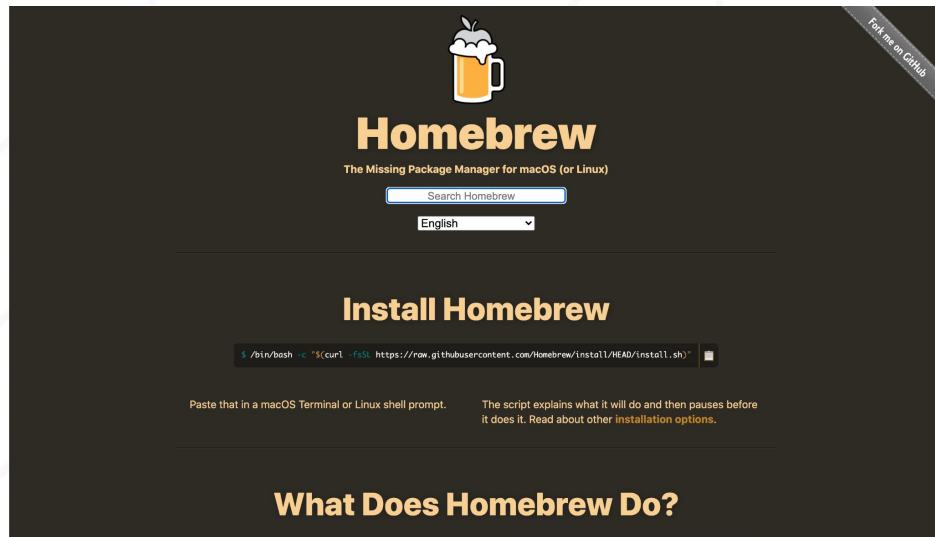 Fork me on GitHub
Homebrew
The Missing Package Manager for macOS (or Linux)
Search Homebrew
English
Install Homebrew
$ /bin/bash -c "$(curl -fsSL https://raw.githubusercontent.com/Homebrew/install/HEAD/install.sh)"
Paste that in a macOS Terminal or Linux shell prompt.
The script explains what it will do and then pauses before
it does it. Read about other installation options.
What Does Homebrew Do?